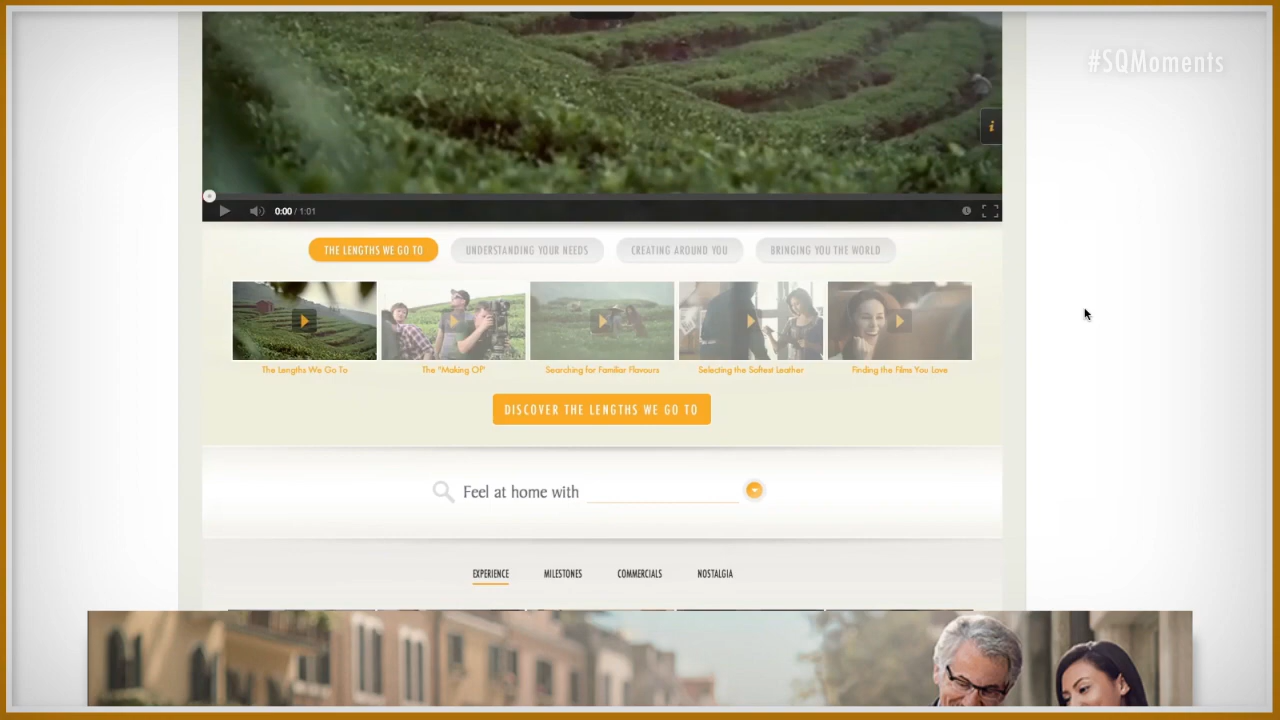 #SQMoments
i
0:00 / 1:01
THE LENGTHS WE GO TO
UNDERSTANDING YOUR NEEDS
CREATING AROUND YOU
BRINGING YOU THE WORLD
The Lengths We Go To
The "Making Of"
Searching for Familiar Flavours
Selecting the Softest Leather
Finding the Films You Love
DISCOVER THE LENGTHS WE GO TO
Feel at home with
EXPERIENCE
MILESTONES
COMMERCIALS
NOSTALGIA